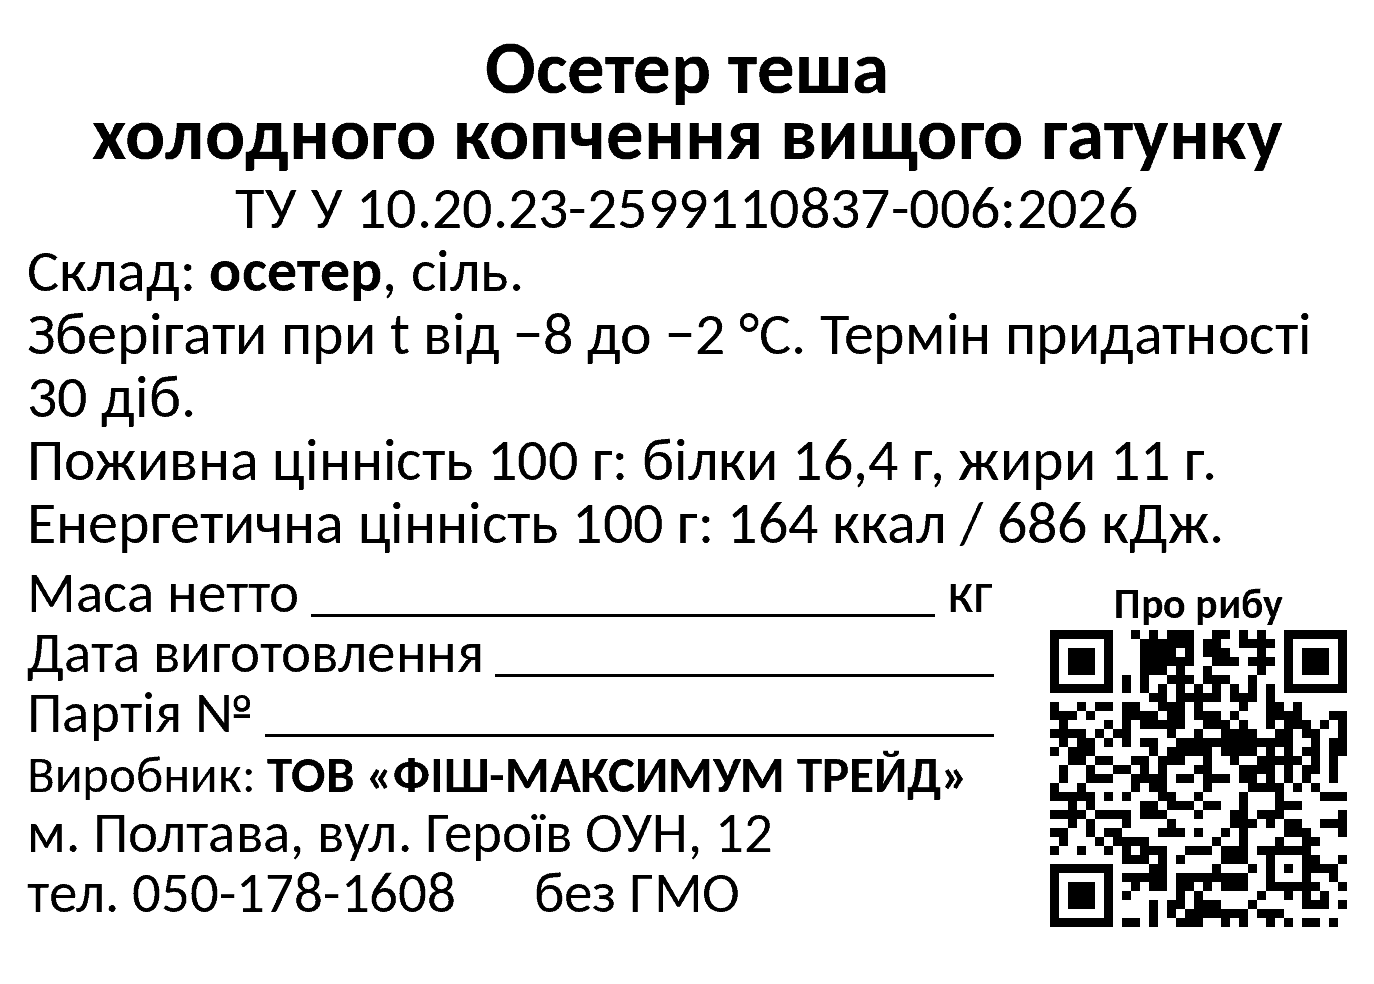 Осетер теша
холодного копчення вищого гатунку
ТУ У 10.20.23-2599110837-006:2026
Склад: осетер, сіль.
Зберігати при t від −8 до −2 °C. Термін придатності
30 діб.
Поживна цінність 100 г: білки 16,4 г, жири 11 г.
Енергетична цінність 100 г: 164 ккал / 686 кДж.
Маса нетто ____________________ кг
Дата виготовлення ________________
Партія № ________________________
Про рибу
Виробник: ТОВ «ФІШ-МАКСИМУМ ТРЕЙД»
м. Полтава, вул. Героїв ОУН, 12
тел. 050-178-1608 без ГМО